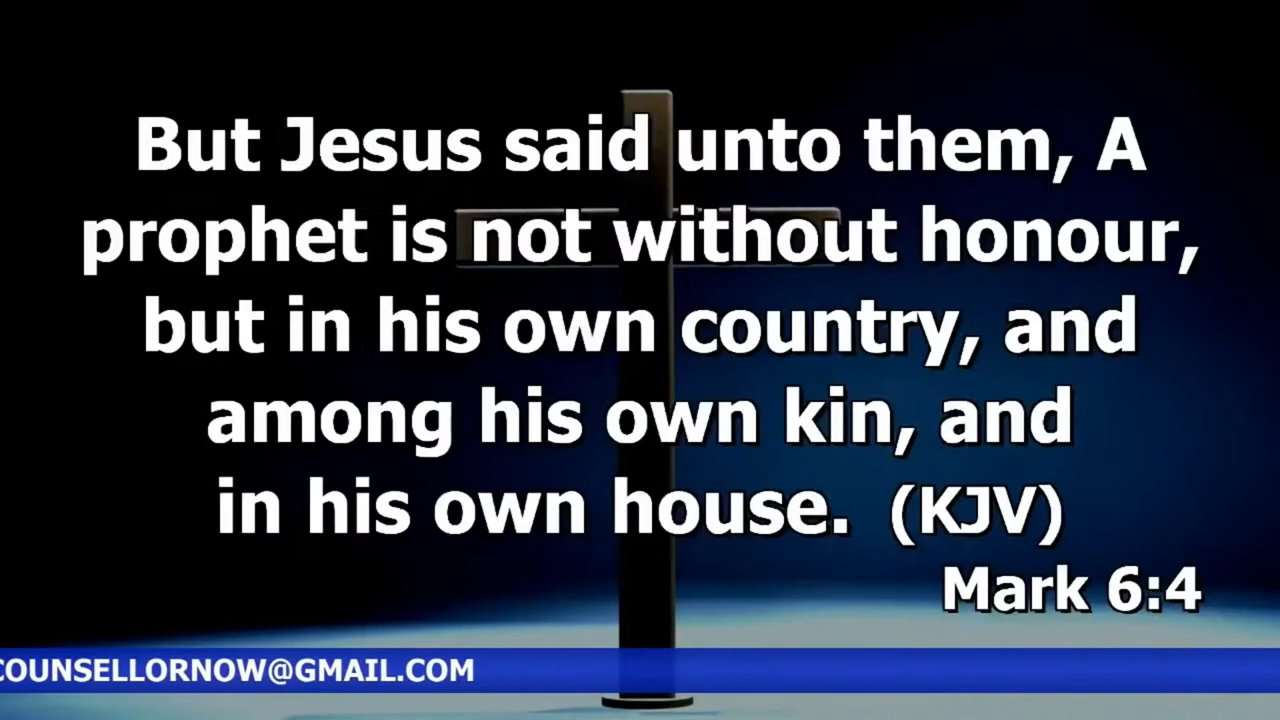 But Jesus said unto them, A
prophet is not without honour,
but in his own country, and
among his own kin, and
in his own house. (KJV)
Mark 6:4
COUNSELLORNOW@GMAIL.COM